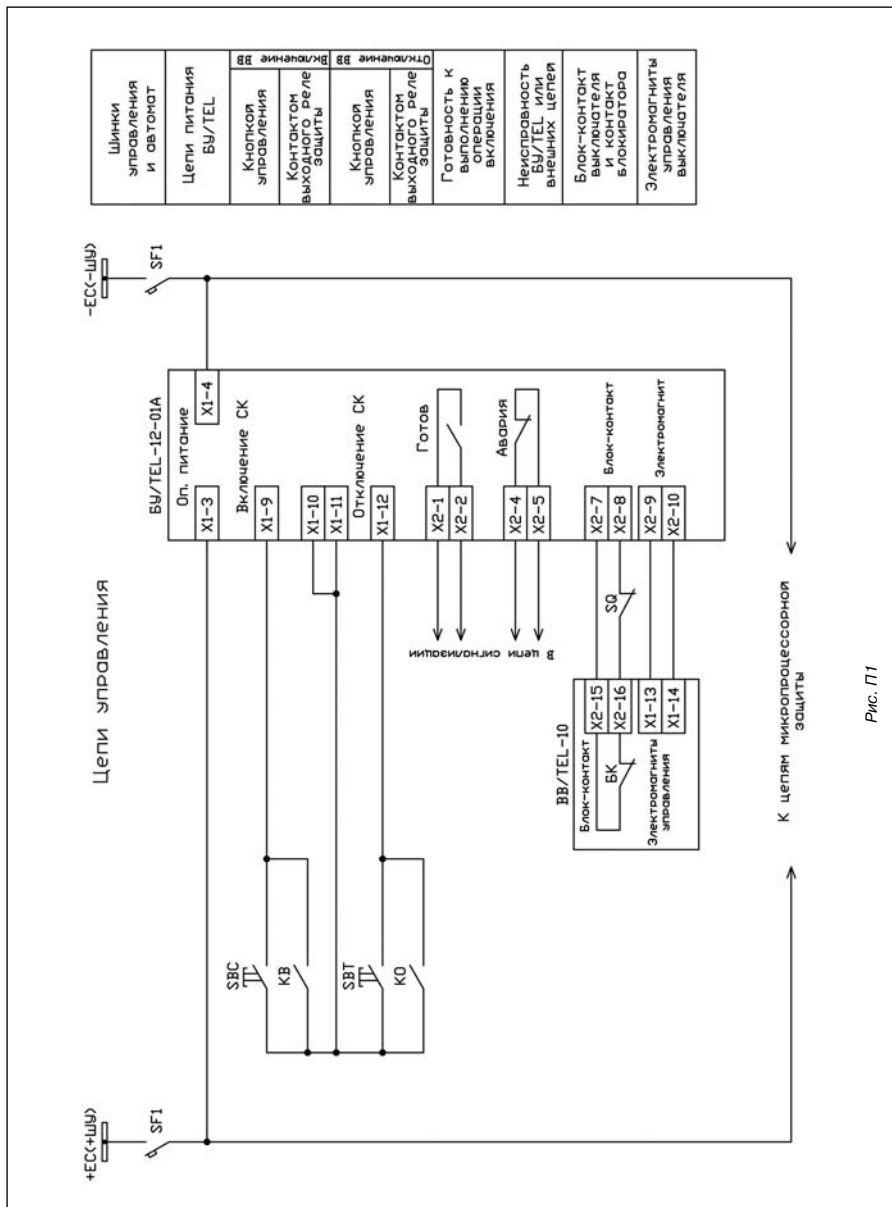 Цепи управления
+ЕС(+ШУ)
SF1
-ЕС(-ШУ)
SF1
БУ/TEL-12-01А
Оп. питание
X1-3
X1-4
Включение СК
X1-9
X1-10
X1-11
Отключение СК
X1-12
SBC
KB
SBT
KO
Готов
X2-1
X2-2
Авария
X2-4
X2-5
В цепи сигнализации
Блок-контакт
X2-7
X2-8
Электромагнит
X2-9
X2-10
SQ
ВВ/TEL-10
Блок-контакт
X2-15
X2-16
БК
Электромагниты
управления
X1-13
X1-14
К цепям микропроцессорной
защиты
Шинки
управления
и автомат
Цепи питания
БУ/TEL
Включение ВВ
Кнопкой
управления
Контактом
выходного реле
защиты
Отключение ВВ
Кнопкой
управления
Контактом
выходного реле
защиты
Готовность к
выполнению
операции
включения
Неисправность
БУ/TEL или
внешних цепей
Блок-контакт
выключателя
и контакт
блокиратора
Электромагниты
управления
выключателя
Рис. П1